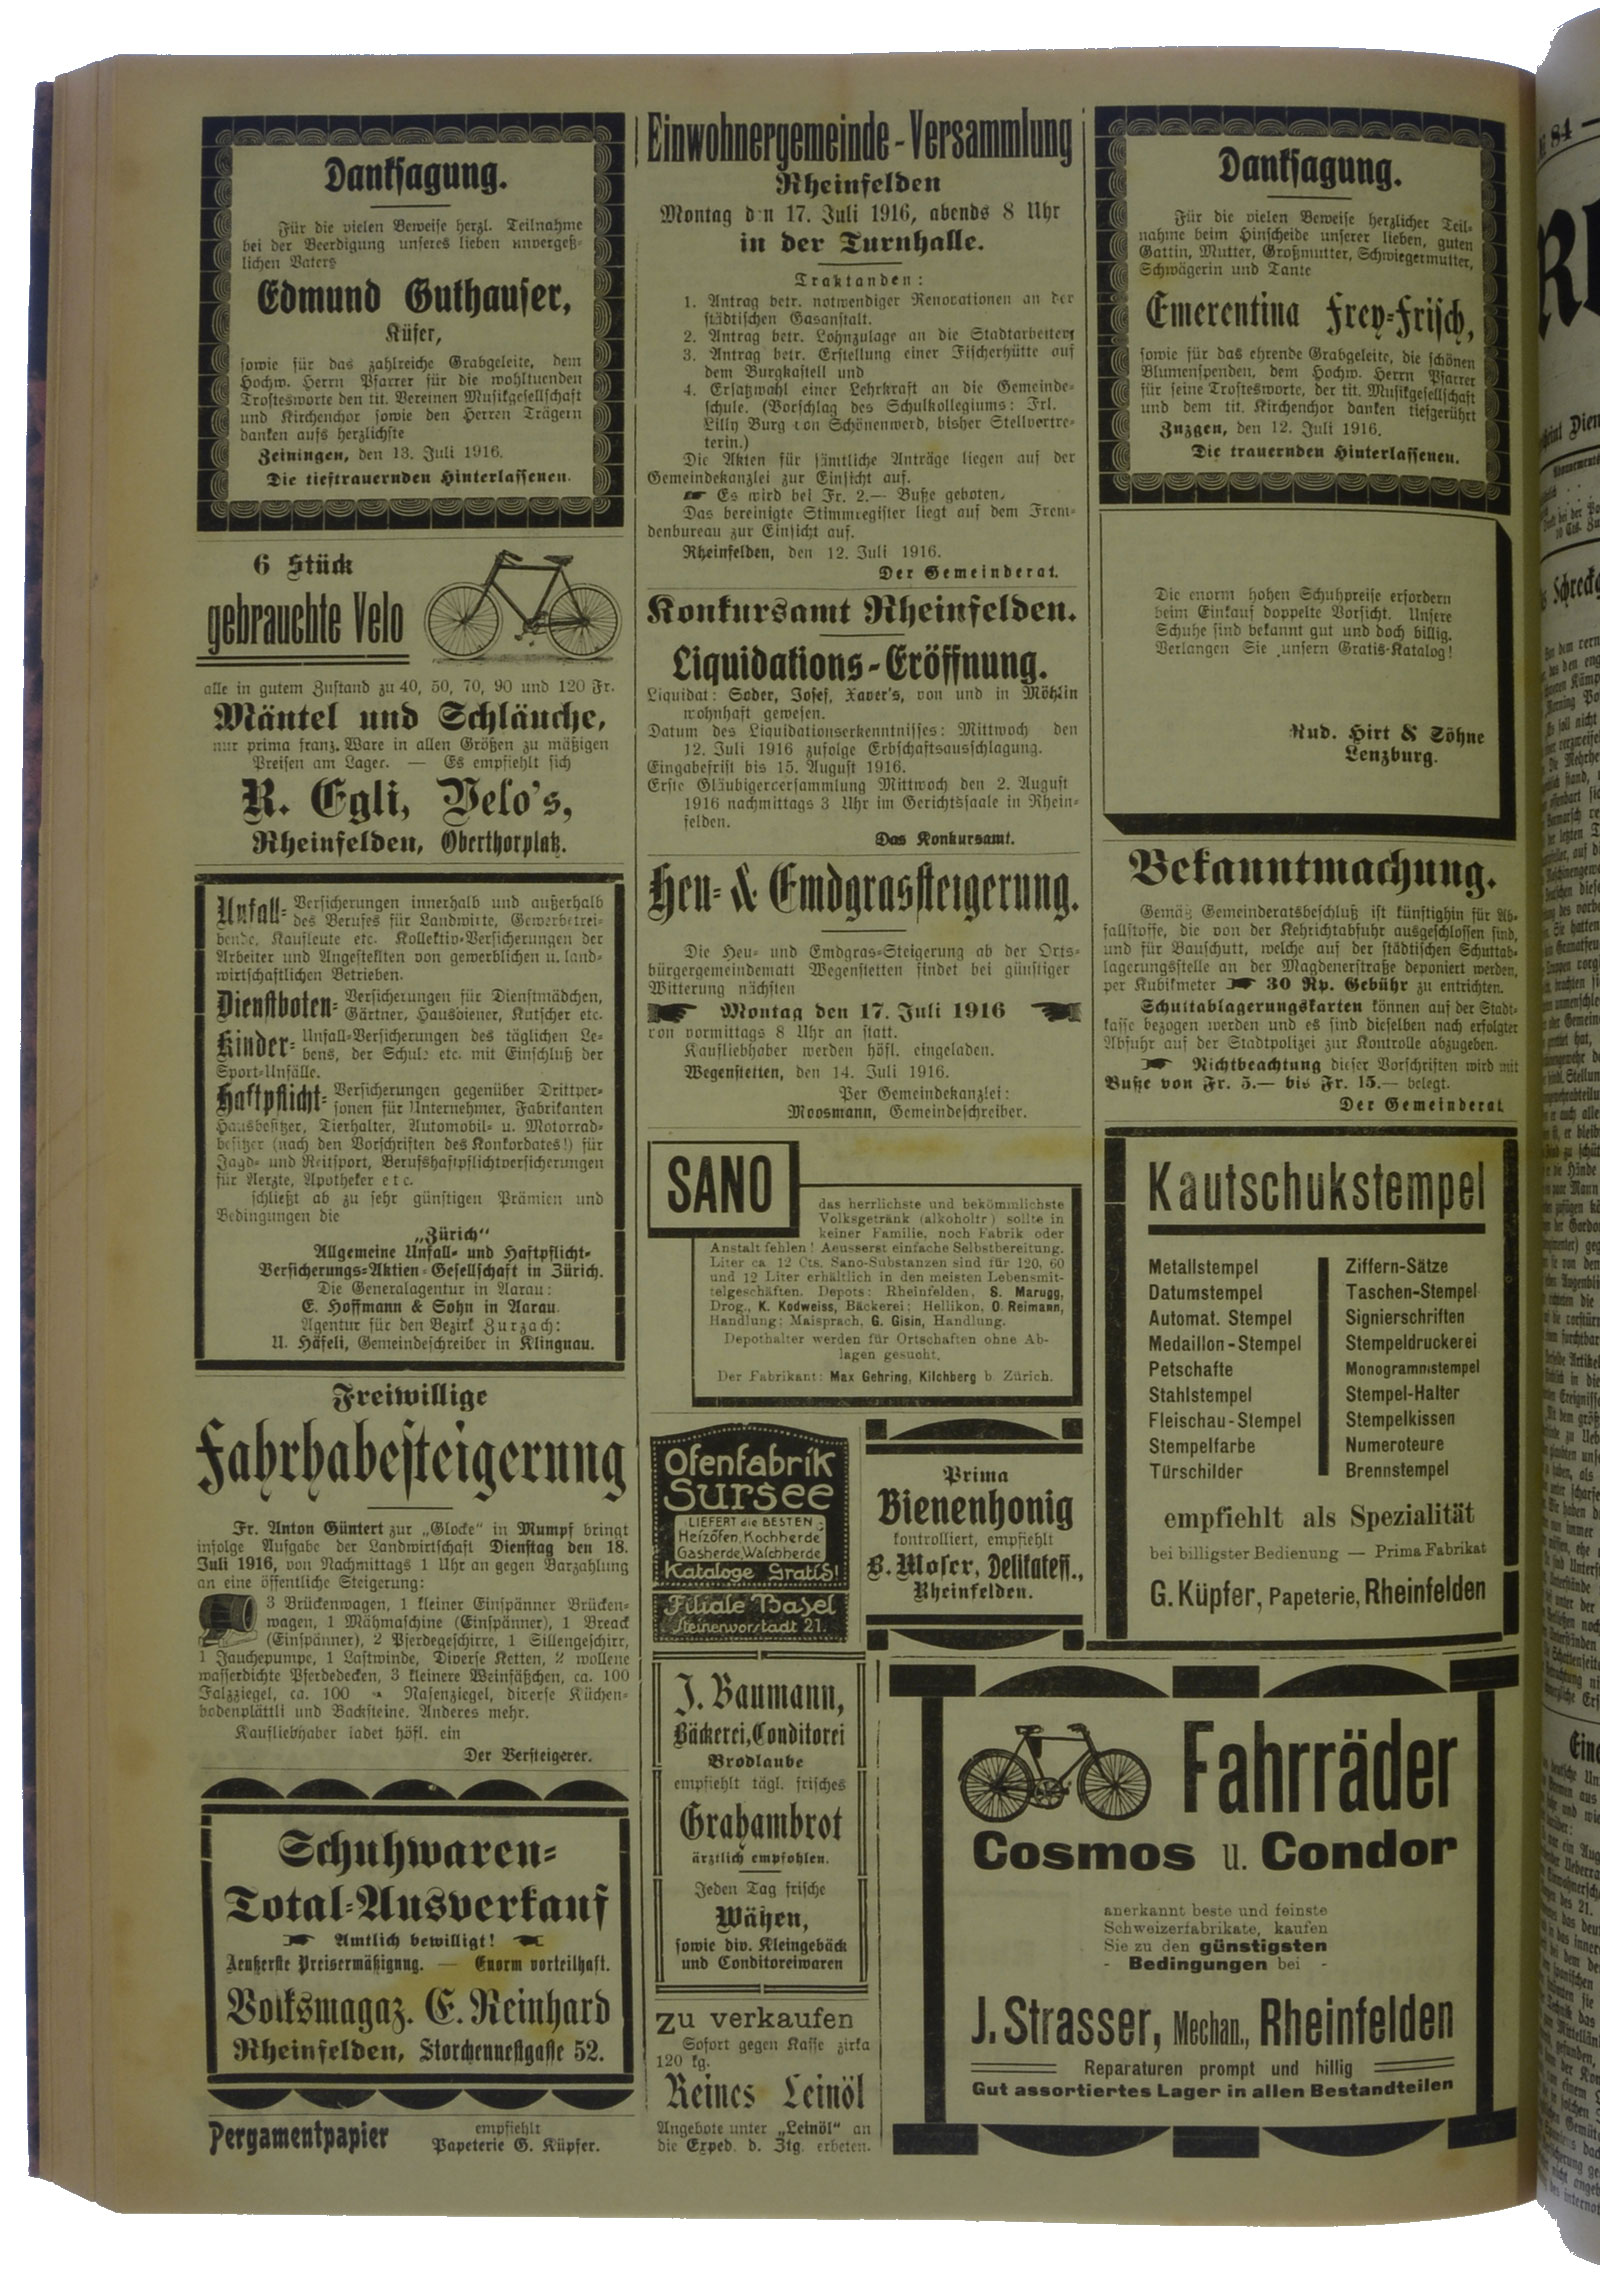 Danksagung.
Für die vielen Beweise herzl. Teilnahme
bei der Beerdigung unseres lieben unvergeß-
lichen Vaters
Edmund Guthauser,
Küfer,
sowie für das zahlreiche Grabgeleite, dem
Hochw. Herrn Pfarrer für die wohltuenden
Trostesworte den tit. Vereinen Musikgesellschaft
und Kirchenchor sowie den Herren Trägern
danken aufs herzlichste
Zeiningen, den 13. Juli 1916.
Die tieftrauernden Hinterlassenen.
6 Stück
gebrauchte Velo
alle in gutem Zustand zu 40, 50, 70, 90 und 120 Fr.
Mäntel und Schläuche,
nur prima franz. Ware in allen Größen zu mäßigen
Preisen am Lager. — Es empfiehlt sich
R. Egli, Velo's,
Rheinfelden, Oberthorplatz.
Unfall- Versicherungen innerhalb und außerhalb
des Berufes für Landwirte, Gewerbetrei-
bende, Kaufleute etc. Kollektiv-Versicherungen der
Arbeiter und Angestellten von gewerblichen u. land-
wirtschaftlichen Betrieben.
Dienstboten- Versicherungen für Dienstmädchen,
Gärtner, Hausdiener, Kutscher etc.
Kinder- Unfall-Versicherungen des täglichen Le-
bens, der Schule etc. mit Einschluß der
Sport-Unfälle.
Haftpflicht- Versicherungen gegenüber Drittper-
sonen für Unternehmer, Fabrikanten
Hausbesitzer, Tierhalter, Automobil- u. Motorrad-
besitzer (nach den Vorschriften des Konkordates!) für
Jagd- und Reitsport, Berufshaftpflichtversicherungen
für Aerzte, Apotheker etc.
schließt ab zu sehr günstigen Prämien und
Bedingungen die
„Zürich“
Allgemeine Unfall- und Haftpflicht-
Versicherungs-Aktien-Gesellschaft in Zürich.
Die Generalagentur in Aarau:
E. Hoffmann & Sohn in Aarau.
Agentur für den Bezirk Zurzach:
U. Häfeli, Gemeindeschreiber in Klingnau.
Freiwillige
Fahrhabesteigerung
Fr. Anton Güntert zur „Glocke“ in Mumpf bringt
infolge Aufgabe der Landwirtschaft Dienstag den 18.
Juli 1916, von Nachmittags 1 Uhr an gegen Barzahlung
an eine öffentliche Steigerung:
3 Brückenwagen, 1 kleiner Einspänner Brücken-
wagen, 1 Mähmaschine (Einspänner), 1 Break
(Einspänner), 2 Pferdegeschirre, 1 Sillengeschirr,
1 Jauchepumpe, 1 Lastwinde, Diverse Ketten, 2 wollene
wasserdichte Pferdedecken, 3 kleinere Weinfäßchen, ca. 100
Falzziegel, ca. 100 Nasenziegel, diverse Küchen-
bodenplättli und Backsteine. Anderes mehr.
Kaufliebhaber ladet höfl. ein
Der Versteigerer.
Schuhwaren-
Total-Ausverkauf
Amtlich bewilligt!
Aeußerste Preisermäßigung. — Enorm vorteilhaft.
Volksmagaz. E. Reinhard
Rheinfelden, Storchennestgasse 52.
Pergamentpapier empfiehlt
Papeterie G. Küpfer.
Einwohnergemeinde-Versammlung
Rheinfelden
Montag den 17. Juli 1916, abends 8 Uhr
in der Turnhalle.
Traktanden:
1. Antrag betr. notwendiger Renovationen an der
städtischen Gasanstalt.
2. Antrag betr. Lohnzulage an die Stadtarbeiter
3. Antrag betr. Erstellung einer Fischerhütte auf
dem Burgkastell und
4. Ersatzwahl einer Lehrkraft an die Gemeinde-
schule. (Vorschlag des Schulkollegiums: Frl.
Lilly Burg von Schönenwerd, bisher Stellvertre-
terin.)
Die Akten für sämtliche Anträge liegen auf der
Gemeindekanzlei zur Einsicht auf.
Es wird bei Fr. 2.— Buße geboten.
Das bereinigte Stimmregister liegt auf dem Frem-
denbureau zur Einsicht auf.
Rheinfelden, den 12. Juli 1916.
Der Gemeinderat.
Konkursamt Rheinfelden.
Liquidations-Eröffnung.
Liquidat: Soder, Josef, Xaver's, von und in Möhlin
wohnhaft gewesen.
Datum des Liquidationserkenntnisses: Mittwoch den
12. Juli 1916 zufolge Erbschaftsausschlagung.
Eingabefrist bis 15. August 1916.
Erste Gläubigerversammlung Mittwoch den 2. August
1916 nachmittags 3 Uhr im Gerichtssaale in Rhein-
felden.
Das Konkursamt.
Heu- & Emdgrassteigerung.
Die Heu- und Emdgras-Steigerung ab der Orts-
bürgergemeindematt Wegenstetten findet bei günstiger
Witterung nächsten
Montag den 17. Juli 1916
von vormittags 8 Uhr an statt.
Kaufliebhaber werden höfl. eingeladen.
Wegenstetten, den 14. Juli 1916.
Per Gemeindekanzlei:
Moosmann, Gemeindeschreiber.
SANO
das herrlichste und bekömmlichste
Volksgetränk (alkoholfr) sollte in
keiner Familie, noch Fabrik oder
Anstalt fehlen! Aeusserst einfache Selbstbereitung.
Liter ca. 12 Cts. Sano-Substanzen sind für 120, 60
und 12 Liter erhältlich in den meisten Lebensmit-
telgeschäften. Depots: Rheinfelden, S. Marugg,
Drog., K. Kodweiss, Bäckerei: Hellikon, O. Reimann,
Handlung: Maisprach, G. Gisin, Handlung.
Depothalter werden für Ortschaften ohne Ab-
lagen gesucht.
Der Fabrikant: Max Gehring, Kilchberg b. Zürich.
Ofenfabrik
Sursee
LIEFERT die BESTEN
Heizöfen, Kochherde
Gasherde, Waschherde
Kataloge Gratis!
Filiale Basel
Steinenvorstadt 21.
Prima
Bienenhonig
kontrolliert, empfiehlt
B. Moser, Delikatess.,
Rheinfelden.
J. Baumann,
Bäckerei, Conditorei
Brodlaube
empfiehlt tägl. frisches
Grahambrot
ärztlich empfohlen.
Jeden Tag frische
Wähen,
sowie div. Kleingebäck
und Conditoreiwaren
Zu verkaufen
Sofort gegen Kasse zirka
120 kg.
Reines Leinöl
Angebote unter „Leinöl“ an
die Exped. d. Ztg. erbeten.
Danksagung.
Für die vielen Beweise herzlicher Teil-
nahme beim Hinscheide unserer lieben, guten
Gattin, Mutter, Großmutter, Schwiegermutter,
Schwägerin und Tante
Emerentina Frey-Frisch,
sowie für das ehrende Grabgeleite, die schönen
Blumenspenden, dem Hochw. Herrn Pfarrer
für seine Trostesworte, der tit. Musikgesellschaft
und dem tit. Kirchenchor danken tiefgerührt
Zuzgen, den 12. Juli 1916.
Die trauernden Hinterlassenen.
Die enorm hohen Schuhpreise erfordern
beim Einkauf doppelte Vorsicht. Unsere
Schuhe sind bekannt gut und doch billig.
Verlangen Sie unsern Gratis-Katalog!
Rud. Hirt & Söhne
Lenzburg.
Bekanntmachung.
Gemäß Gemeinderatsbeschluß ist künftighin für Ab-
fallstoffe, die von der Kehrichtabfuhr ausgeschlossen sind,
und für Bauschutt, welche auf der städtischen Schuttab-
lagerungsstelle an der Magdenerstraße deponiert werden,
per Kubikmeter 30 Rp. Gebühr zu entrichten.
Schuttablagerungskarten können auf der Stadt-
kasse bezogen werden und es sind dieselben nach erfolgter
Abfuhr auf der Stadtpolizei zur Kontrolle abzugeben.
Nichtbeachtung dieser Vorschriften wird mit
Buße von Fr. 5.— bis Fr. 15.— belegt.
Der Gemeinderat
Kautschukstempel
Metallstempel
Datumstempel
Automat. Stempel
Medaillon-Stempel
Petschafte
Stahlstempel
Fleischau-Stempel
Stempelfarbe
Türschilder
Ziffern-Sätze
Taschen-Stempel
Signierschriften
Stempeldruckerei
Monogrammstempel
Stempel-Halter
Stempelkissen
Numeroteure
Brennstempel
empfiehlt als Spezialität
bei billigster Bedienung — Prima Fabrikat
G. Küpfer, Papeterie, Rheinfelden
Fahrräder
Cosmos u. Condor
anerkannt beste und feinste
Schweizerfabrikate, kaufen
Sie zu den günstigsten
- Bedingungen bei -
J. Strasser, Mechan., Rheinfelden
Reparaturen prompt und billig
Gut assortiertes Lager in allen Bestandteilen